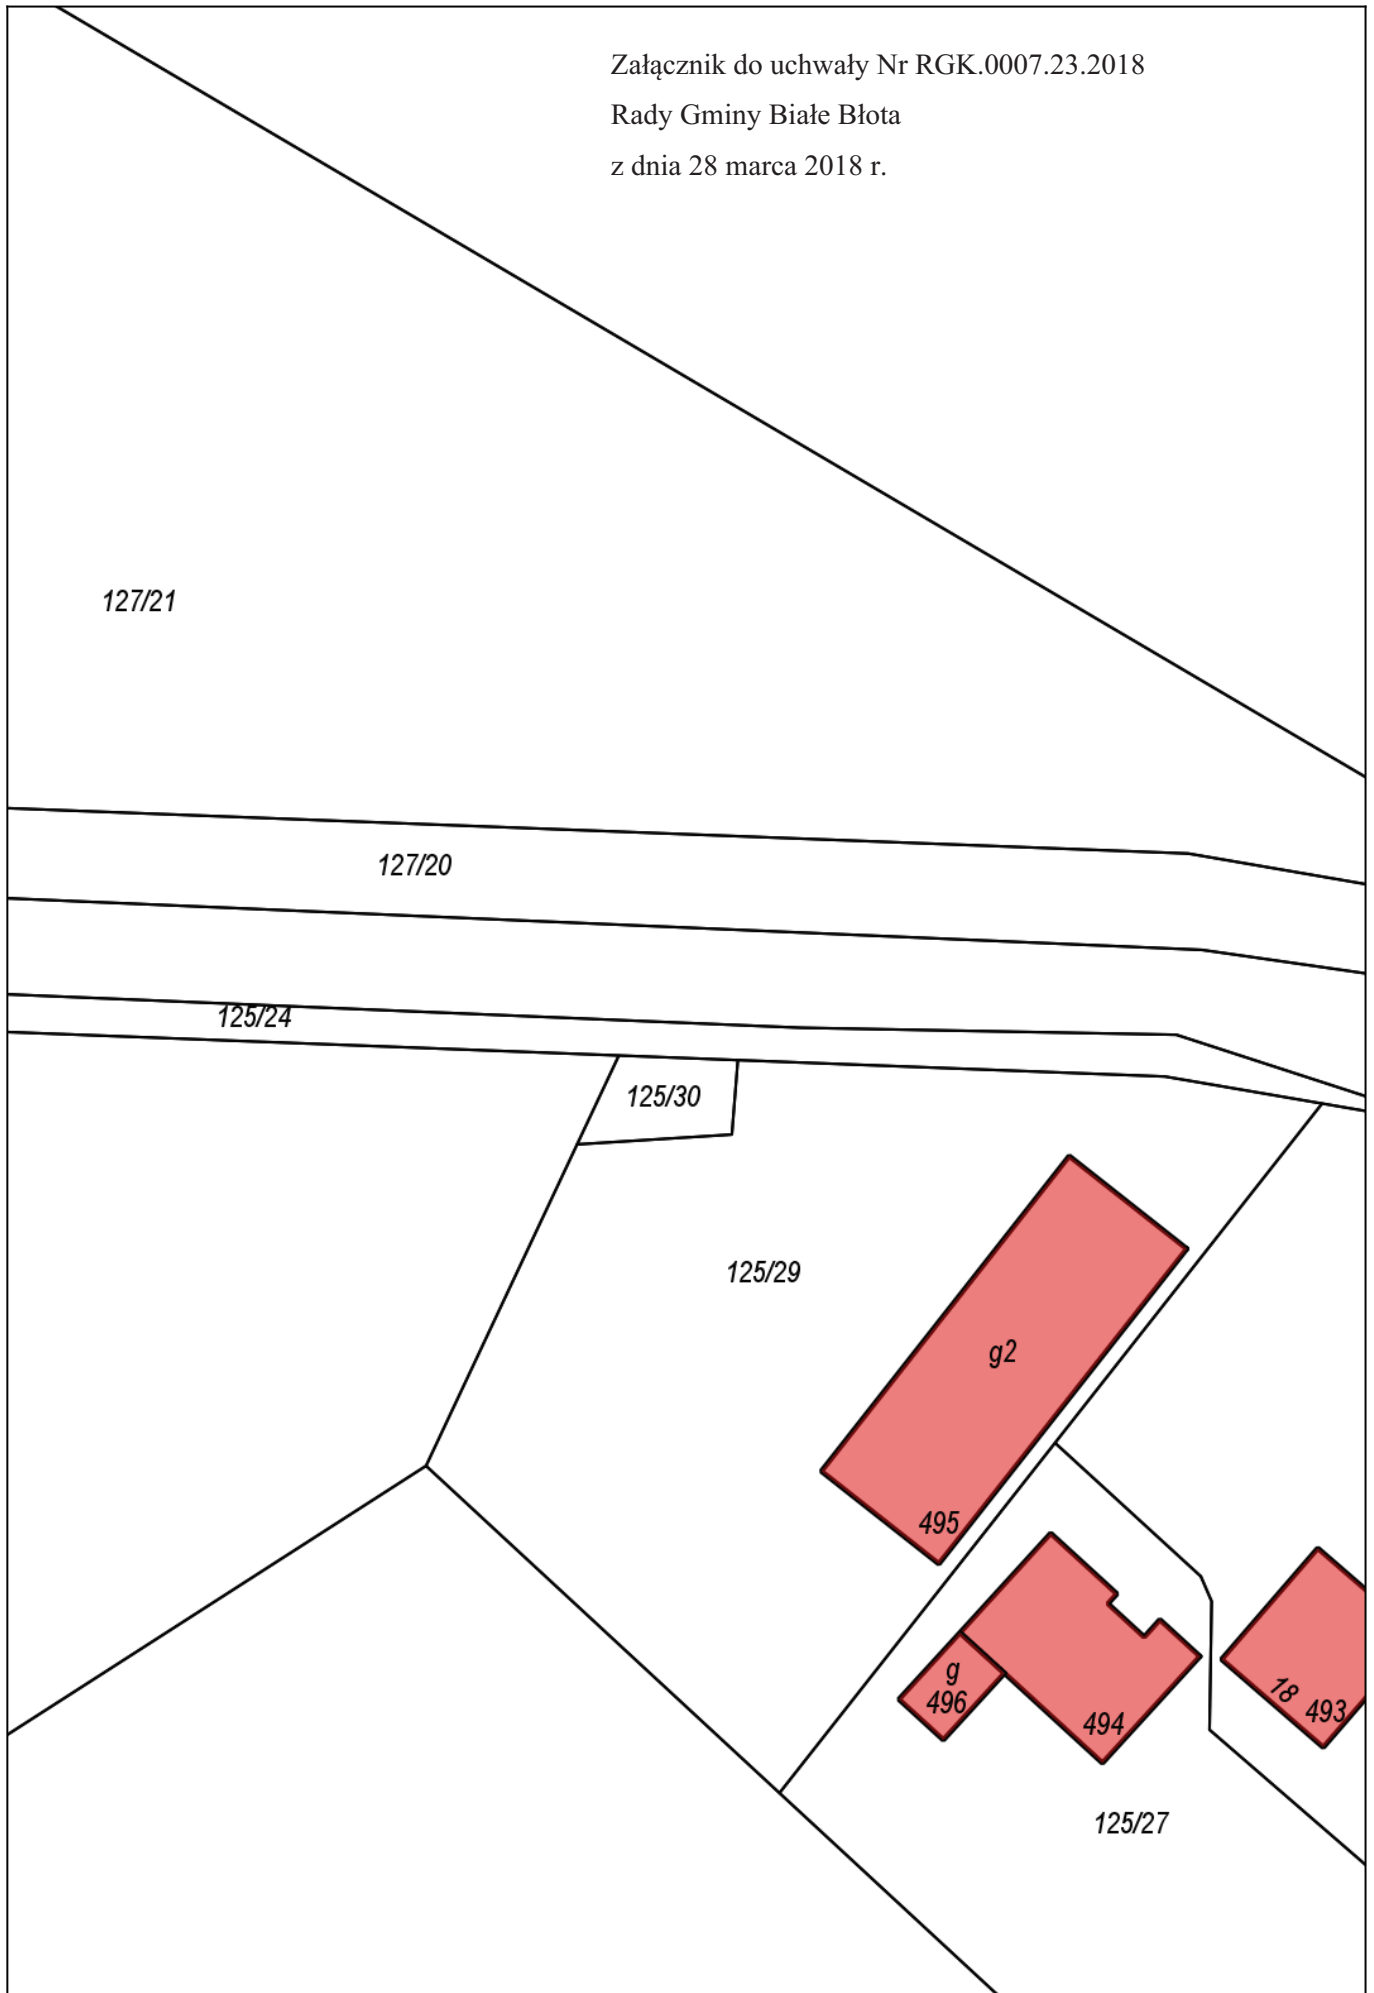 Załącznik do uchwały Nr RGK.0007.23.2018
Rady Gminy Białe Błota
z dnia 28 marca 2018 r.
127/21
127/20
125/24
125/30
125/29
g2
495
g
496
494
18
493
125/27